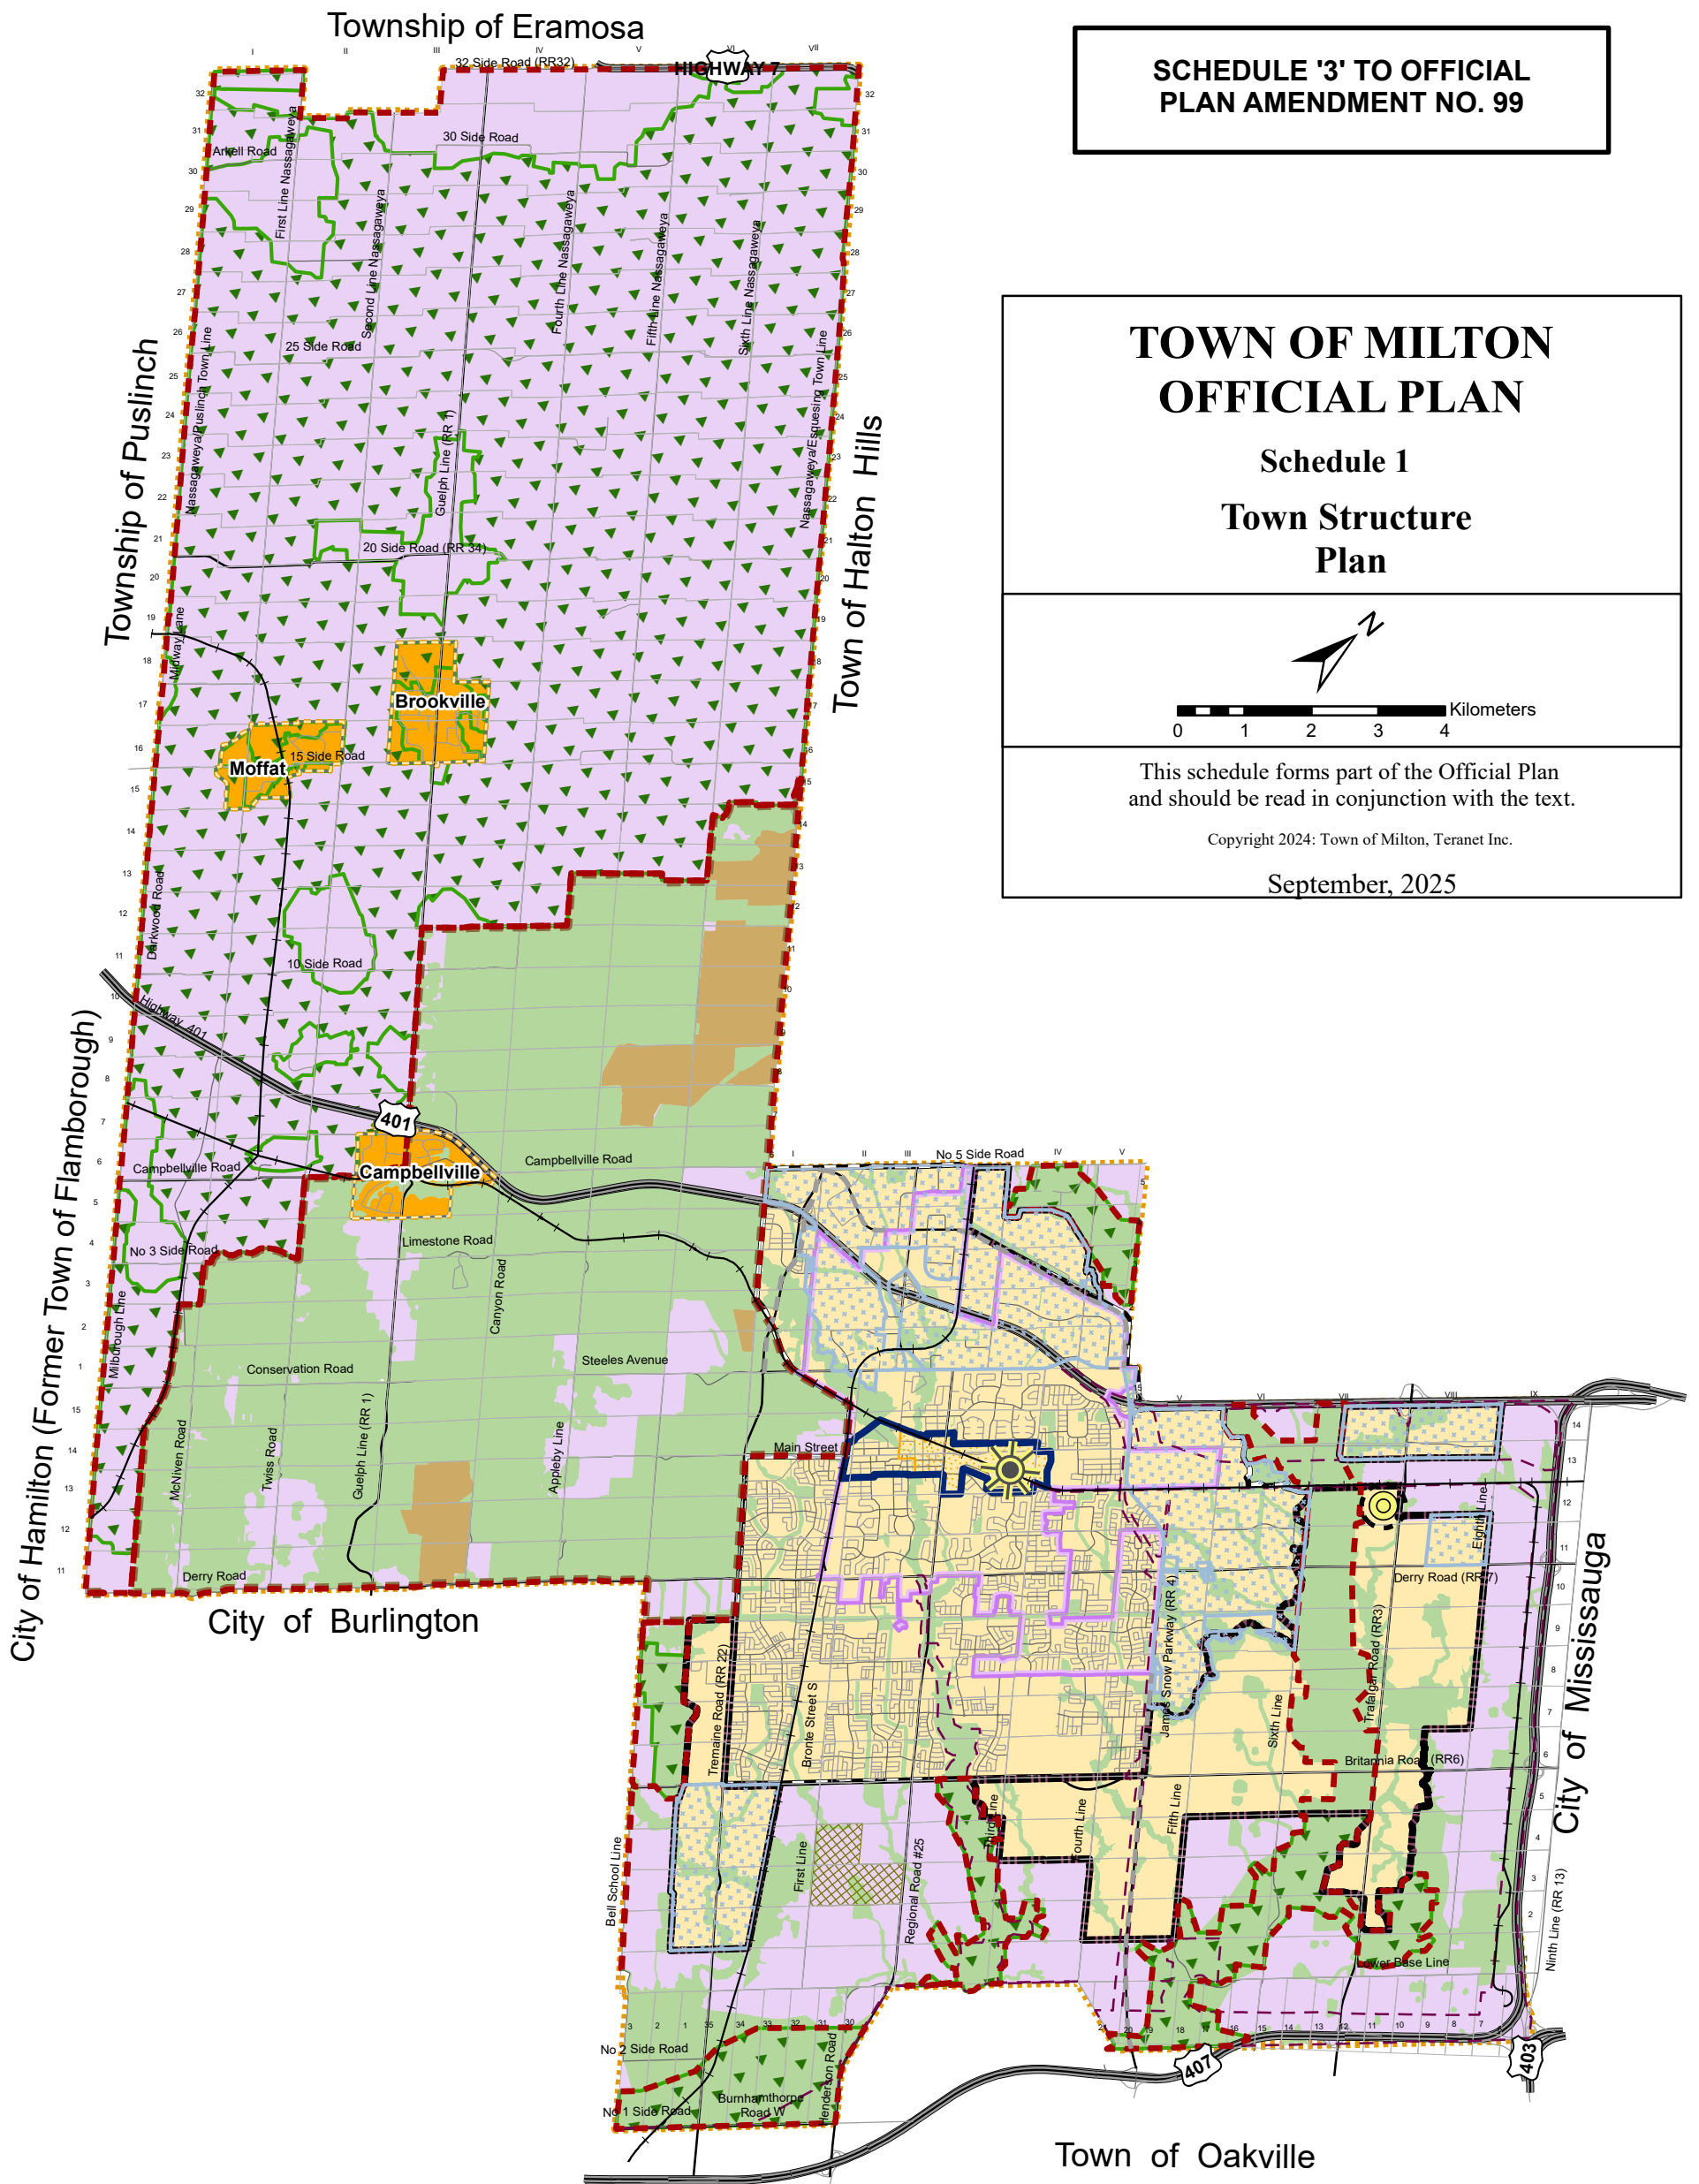 Township of Eramosa
SCHEDULE '3' TO OFFICIAL
PLAN AMENDMENT NO. 99
TOWN OF MILTON
OFFICIAL PLAN
Schedule 1
Town Structure
Plan
N
Kilometers
0 1 2 3 4
This schedule forms part of the Official Plan
and should be read in conjunction with the text.
Copyright 2024: Town of Milton, Teranet Inc.
September, 2025
I II III IV V VI VII
32 Side Road (RR32)
HIGHWAY 7
30 Side Road
Arkell Road
First Line Nassagaweya
Second Line Nassagaweya
Fourth Line Nassagaweya
Fifth Line Nassagaweya
Sixth Line Nassagaweya
25 Side Road
Nassagaweya/Puslinch Town Line
Nassagaweya/Esquesing Town Line
Township of Puslinch
Town of Halton Hills
Guelph Line (RR 1)
20 Side Road (RR 34)
Midway Lane
Brookville
15 Side Road
Moffat
Darkwood Road
10 Side Road
Highway 401
401
Campbellville
Campbellville Road
Campbellville Road
No 5 Side Road
City of Hamilton (Former Town of Flamborough)
No 3 Side Road
Limestone Road
Canyon Road
Milborough Line
Conservation Road
Steeles Avenue
McNiven Road
Twiss Road
Guelph Line (RR 1)
Appleby Line
Main Street
Derry Road
City of Burlington
Eighth Line
Derry Road (RR 7)
James Snow Parkway (RR 4)
Trafalgar Road (RR3)
Tremaine Road (RR 22)
Bronte Street S
Sixth Line
Britannia Road (RR6)
City of Mississauga
Third Line
Fourth Line
Fifth Line
First Line
Bell School Line
Regional Road #25
Ninth Line (RR 13)
Lower Base Line
No 2 Side Road
Henderson Road
Burnhamthorpe
Road W
No 1 Side Road
407
403
Town of Oakville